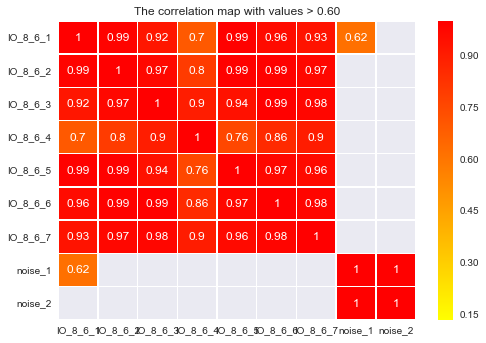 The correlation map with values > 0.60
IO_8_6_1 1 0.99 0.92 0.7 0.99 0.96 0.93 0.62
IO_8_6_2 0.99 1 0.97 0.8 0.99 0.99 0.97
IO_8_6_3 0.92 0.97 1 0.9 0.94 0.99 0.98
IO_8_6_4 0.7 0.8 0.9 1 0.76 0.86 0.9
IO_8_6_5 0.99 0.99 0.94 0.76 1 0.97 0.96
IO_8_6_6 0.96 0.99 0.99 0.86 0.97 1 0.98
IO_8_6_7 0.93 0.97 0.98 0.9 0.96 0.98 1
noise_1 0.62 1 1
noise_2 1 1
IO_8_6_1 IO_8_6_2 IO_8_6_3 IO_8_6_4 IO_8_6_5 IO_8_6_6 IO_8_6_7 noise_1 noise_2
0.90
0.75
0.60
0.45
0.30
0.15